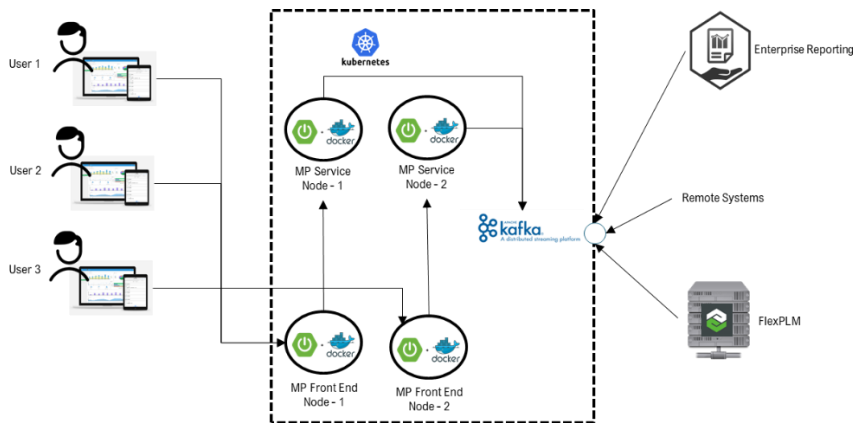 User 1
User 2
User 3
kubernetes
+
docker
MP Service
Node - 1
+
docker
MP Service
Node - 2
kafka
A distributed streaming platform
+
docker
MP Front End
Node - 1
+
docker
MP Front End
Node - 2
Enterprise Reporting
Remote Systems
FlexPLM